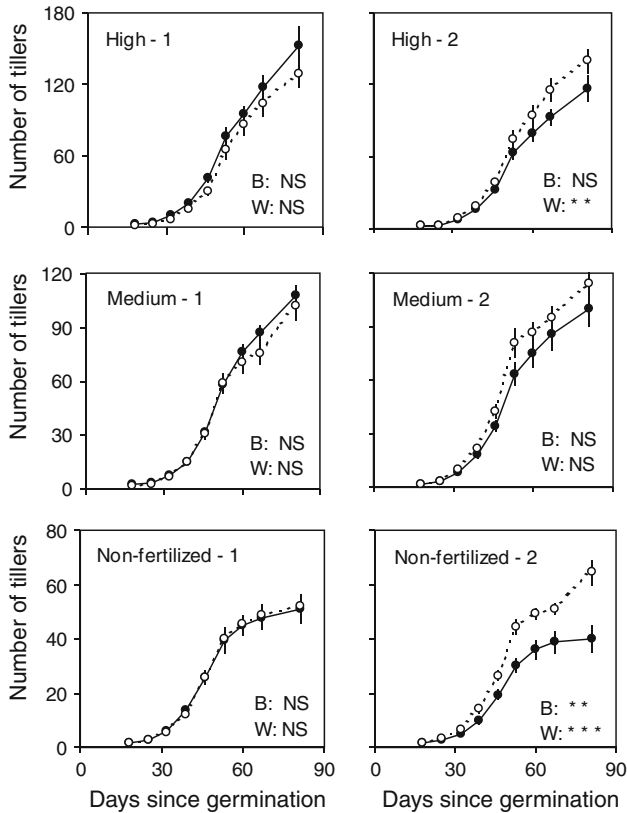 Number of tillers
180
120
60
0
High - 1
B: NS
W: NS
High - 2
B: NS
W: * *
Number of tillers
120
90
60
30
0
Medium - 1
B: NS
W: NS
Medium - 2
B: NS
W: NS
Number of tillers
80
60
40
20
0
Non-fertilized - 1
B: NS
W: NS
Non-fertilized - 2
B: * *
W: * * *
0 30 60 90
0 30 60 90
Days since germination
Days since germination